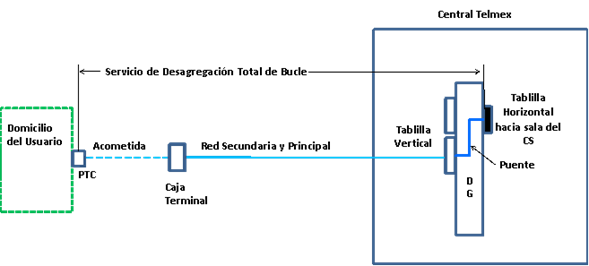 Central Telmex
Servicio de Desagregación Total de Bucle
Domicilio
del Usuario
PTC
Acometida
Caja
Terminal
Red Secundaria y Principal
Tablilla
Vertical
D
G
Tablilla
Horizontal
hacia sala del
CS
Puente